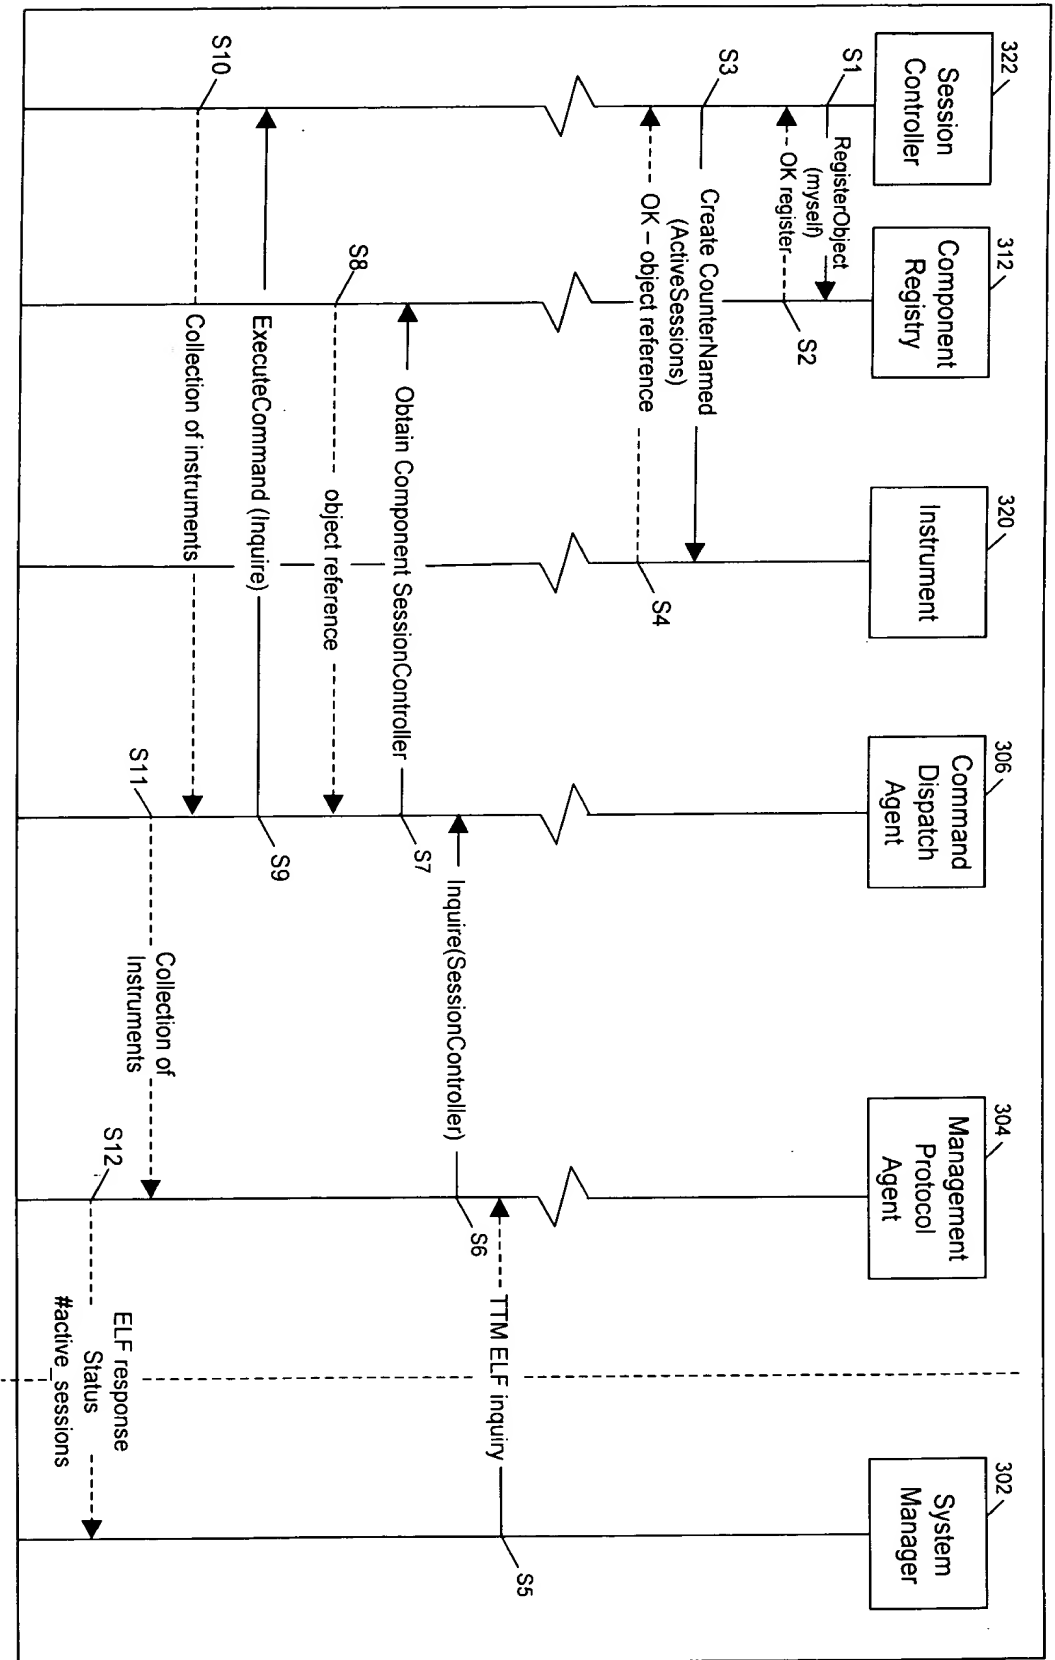 322
Session
Controller
312
Component
Registry
320
Instrument
306
Command
Dispatch
Agent
304
Management
Protocol
Agent
302
System
Manager
S1
RegisterObject
(myself)
OK register
S2
S3
Create CounterNamed
(ActiveSessions)
OK – object reference
S4
TTM ELF inquiry
S5
Inquire(SessionController)
S6
Obtain Component SessionController
S7
S8
object reference
ExecuteCommand (Inquire)
S9
S10
Collection of instruments
S11
Collection of
Instruments
S12
ELF response
Status
#active_sessions